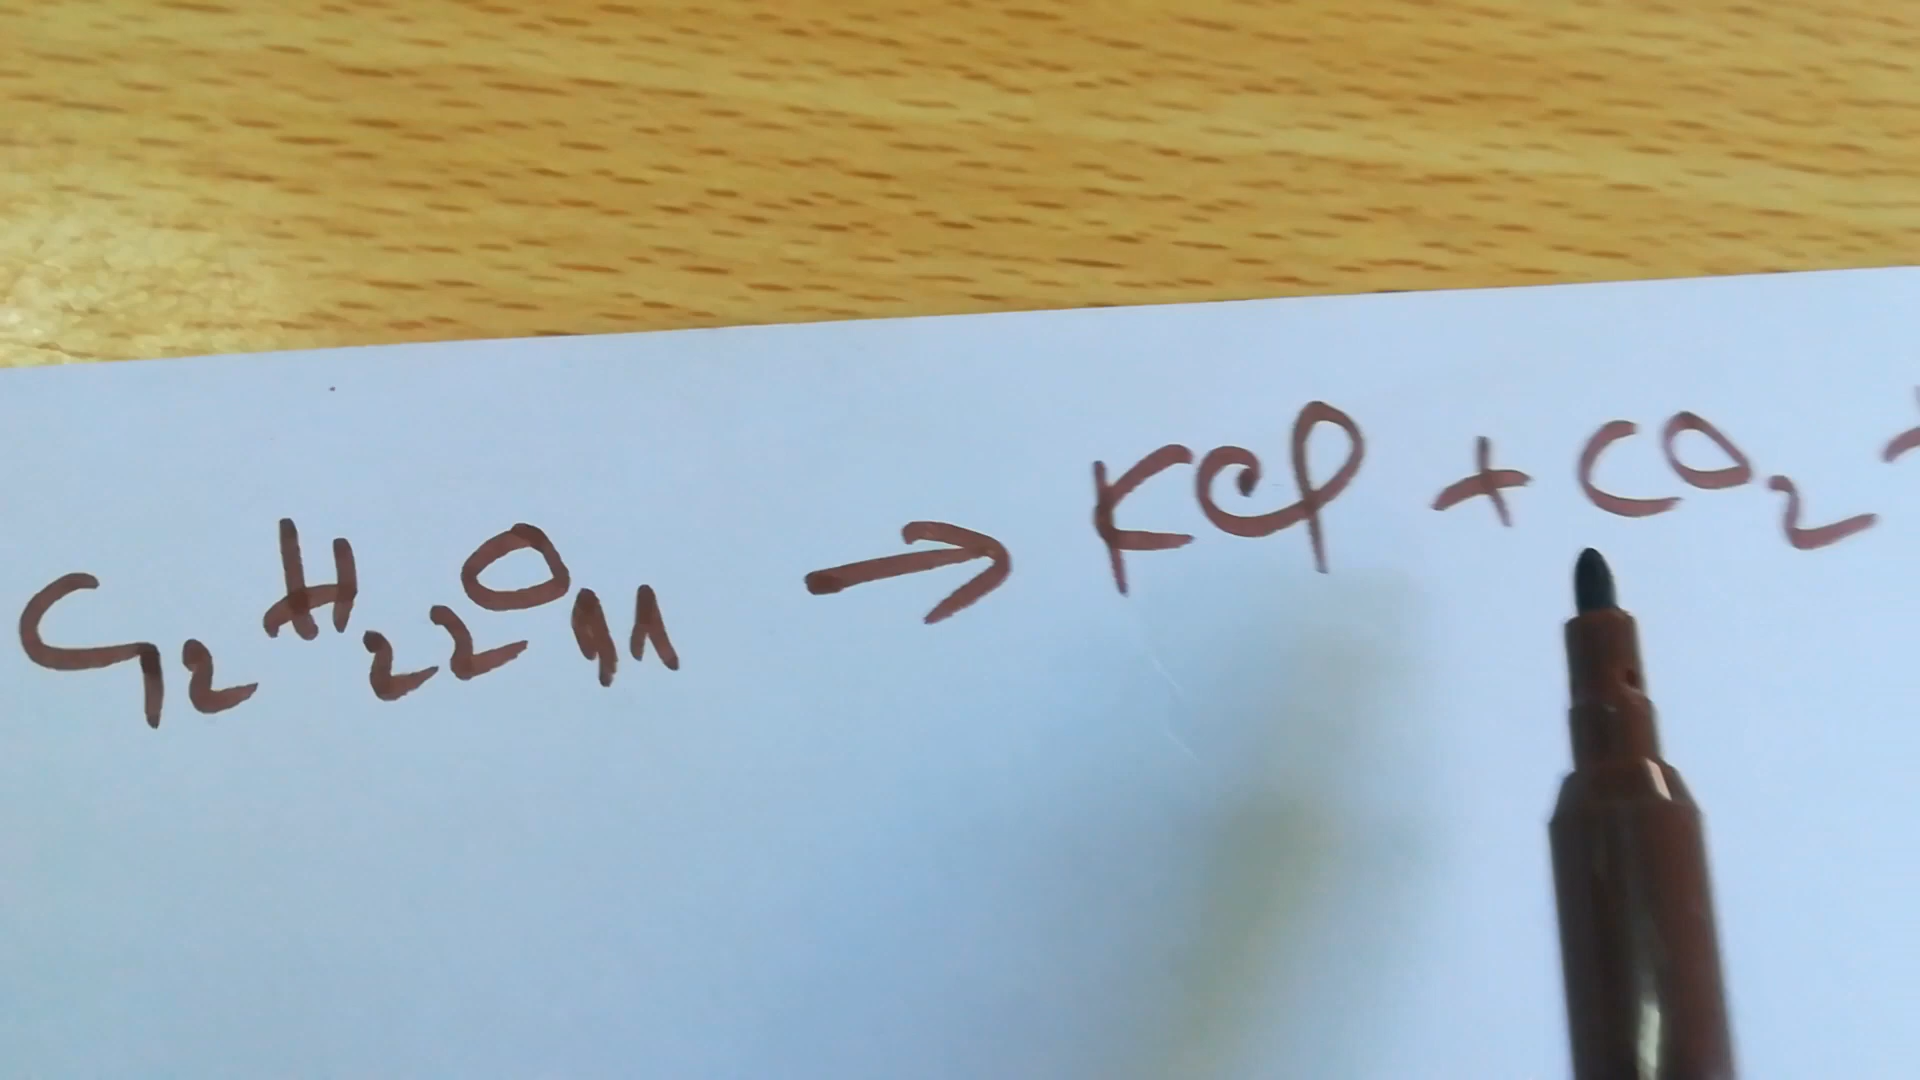 C₁₂H₂₂O₁₁ → KCl + CO₂ +